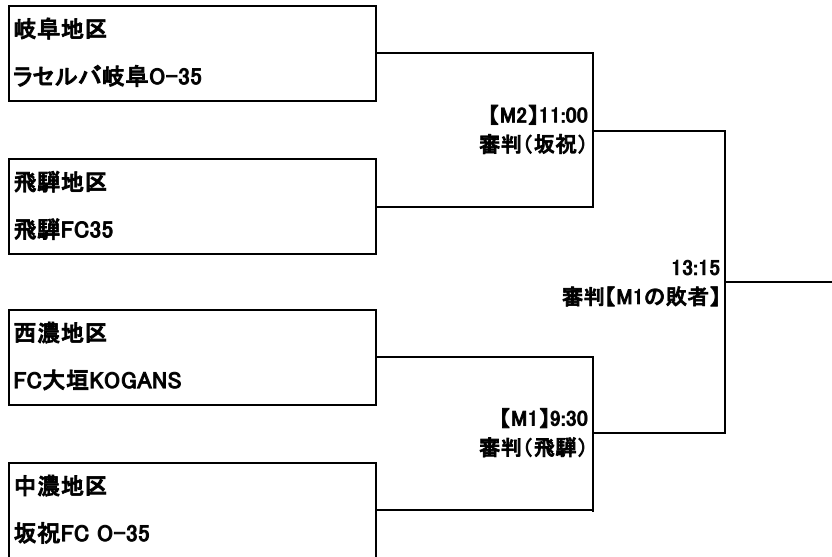 岐阜地区
ラセルバ岐阜O-35
【M2】11:00
審判（坂祝）
飛騨地区
飛騨FC35
13:15
審判【M1の敗者】
西濃地区
FC大垣KOGANS
【M1】9:30
審判（飛騨）
中濃地区
坂祝FC O-35